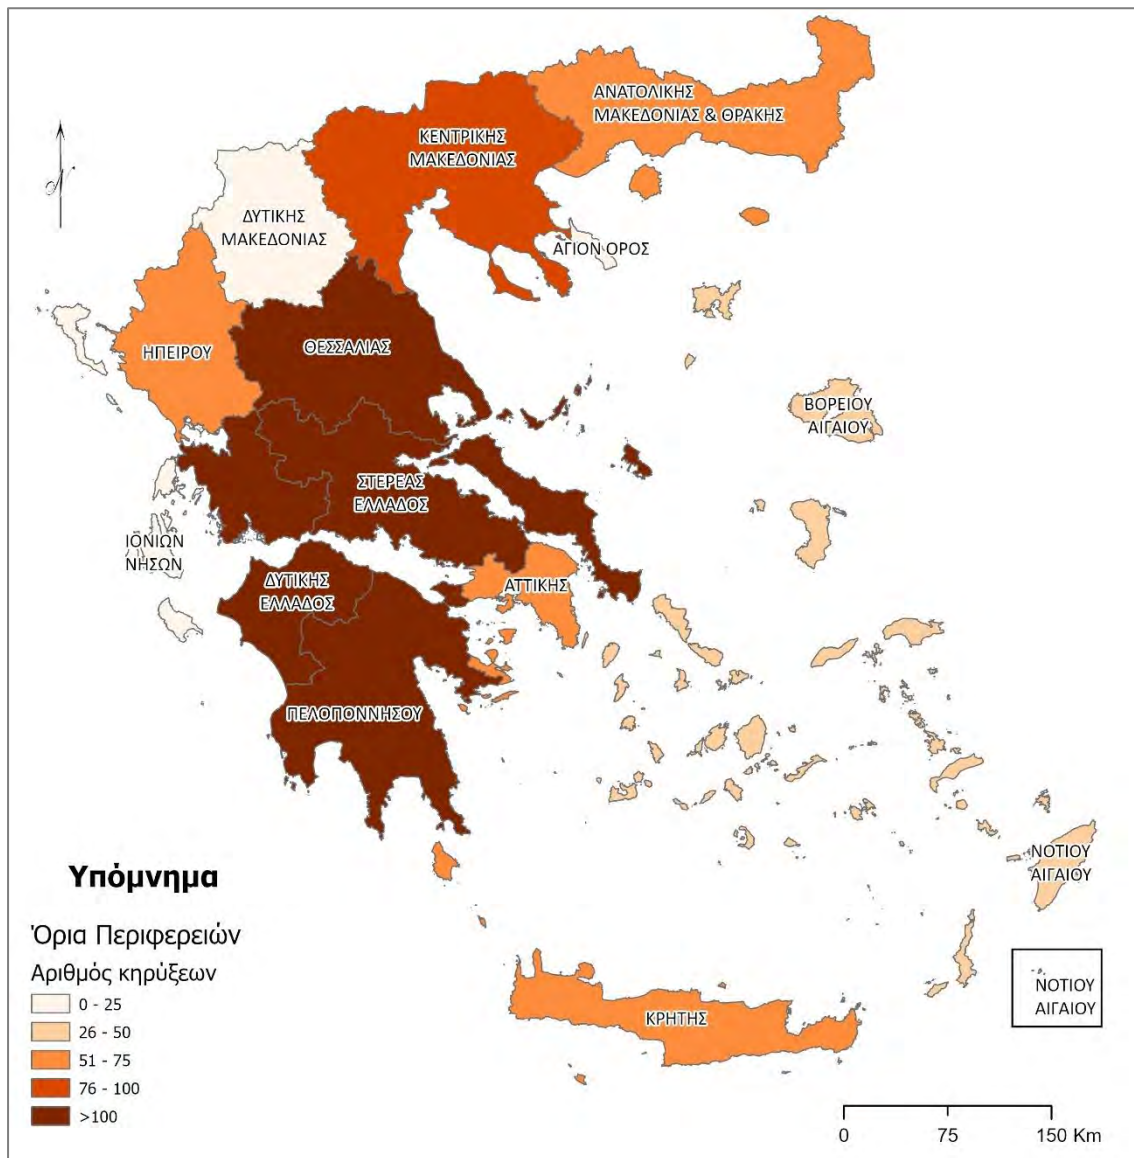 ΑΝΑΤΟΛΙΚΗΣ
ΜΑΚΕΔΟΝΙΑΣ & ΘΡΑΚΗΣ
ΚΕΝΤΡΙΚΗΣ
ΜΑΚΕΔΟΝΙΑΣ
ΔΥΤΙΚΗΣ
ΜΑΚΕΔΟΝΙΑΣ
ΑΓΙΟΝ ΟΡΟΣ
ΗΠΕΙΡΟΥ
ΘΕΣΣΑΛΙΑΣ
ΒΟΡΕΙΟΥ
ΑΙΓΑΙΟΥ
ΣΤΕΡΕΑΣ
ΕΛΛΑΔΟΣ
ΙΟΝΙΩΝ
ΝΗΣΩΝ
ΔΥΤΙΚΗΣ
ΕΛΛΑΔΟΣ
ΑΤΤΙΚΗΣ
ΠΕΛΟΠΟΝΝΗΣΟΥ
ΝΟΤΙΟΥ
ΑΙΓΑΙΟΥ
ΝΟΤΙΟΥ
ΑΙΓΑΙΟΥ
ΚΡΗΤΗΣ
Υπόμνημα
Όρια Περιφερειών
Αριθμός κηρύξεων
0 - 25
26 - 50
51 - 75
76 - 100
>100
0 75 150 Km